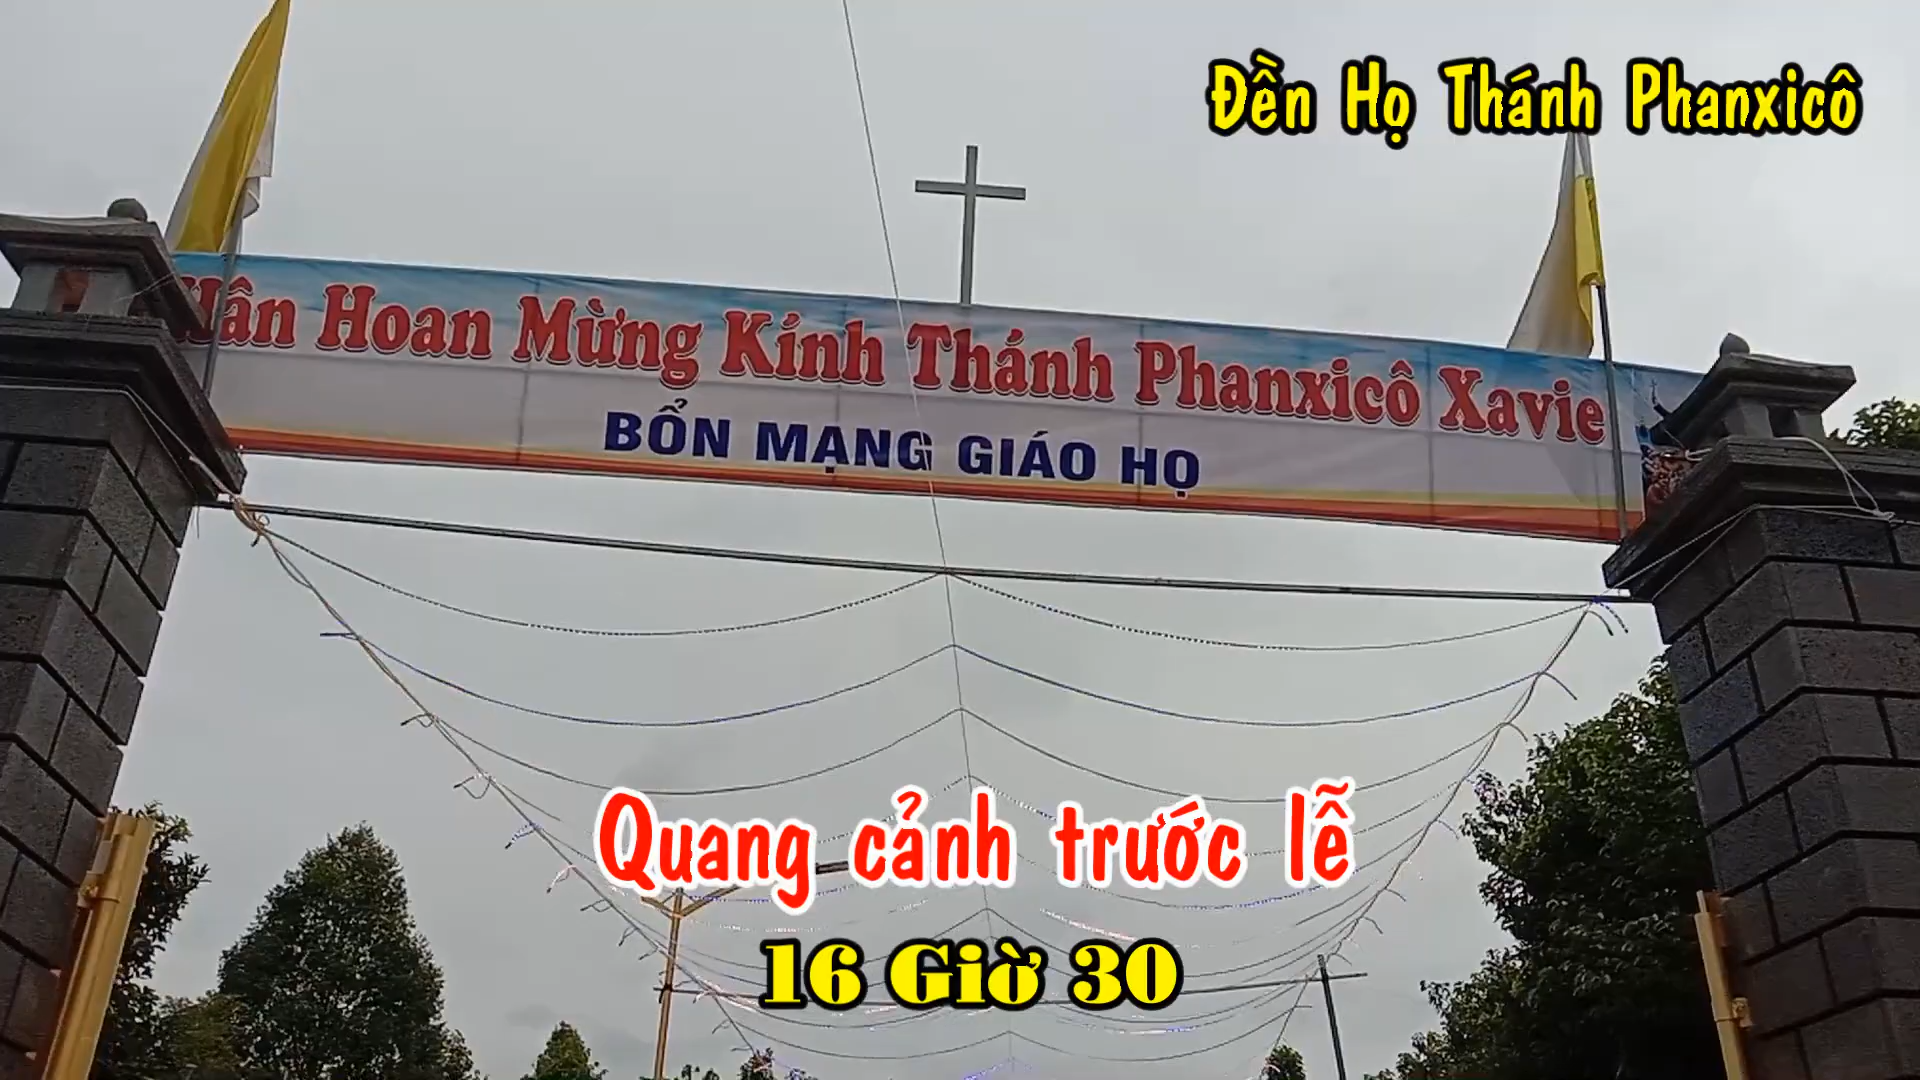 Đền Họ Thánh Phanxicô
Hân Hoan Mừng Kính Thánh Phanxicô Xavie
BỔN MẠNG GIÁO HỌ
Quang cảnh trước lễ
16 Giờ 30